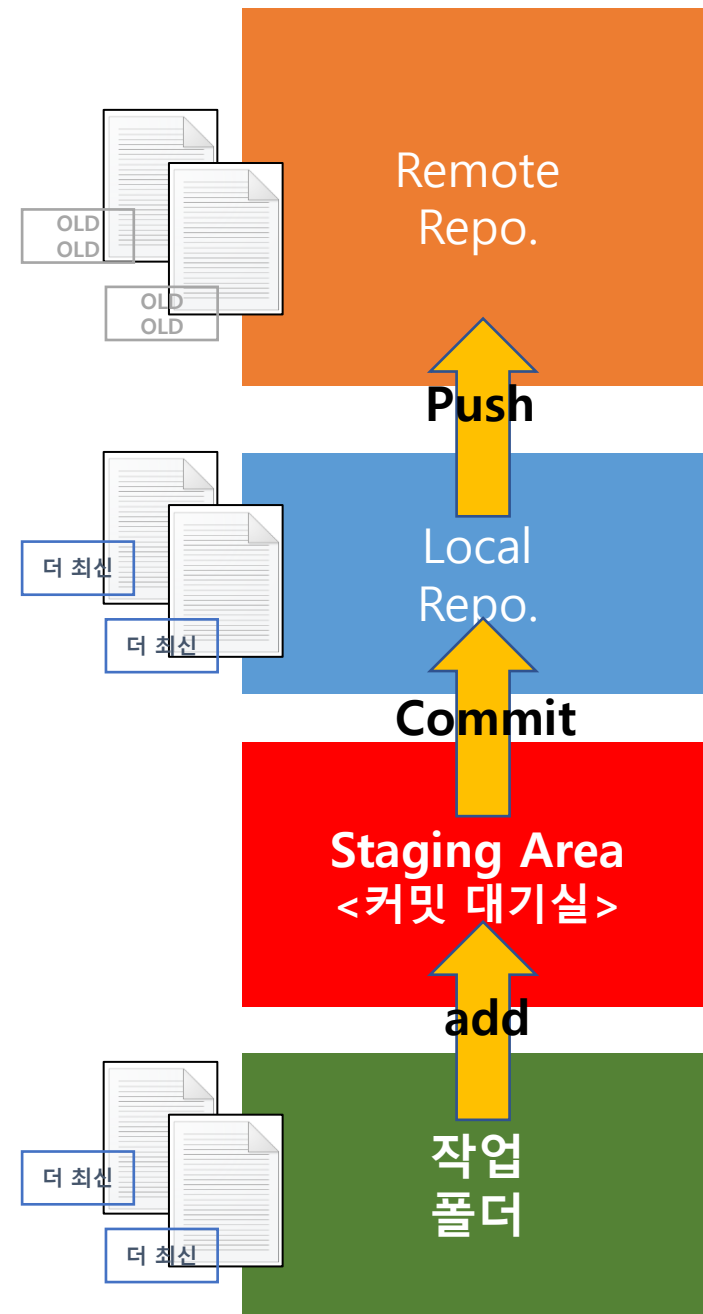 Remote
Repo.
OLD
OLD
OLD
OLD
Push
Local
Repo.
더 최신
더 최신
Commit
Staging Area
<커밋 대기실>
add
작업
폴더
더 최신
더 최신